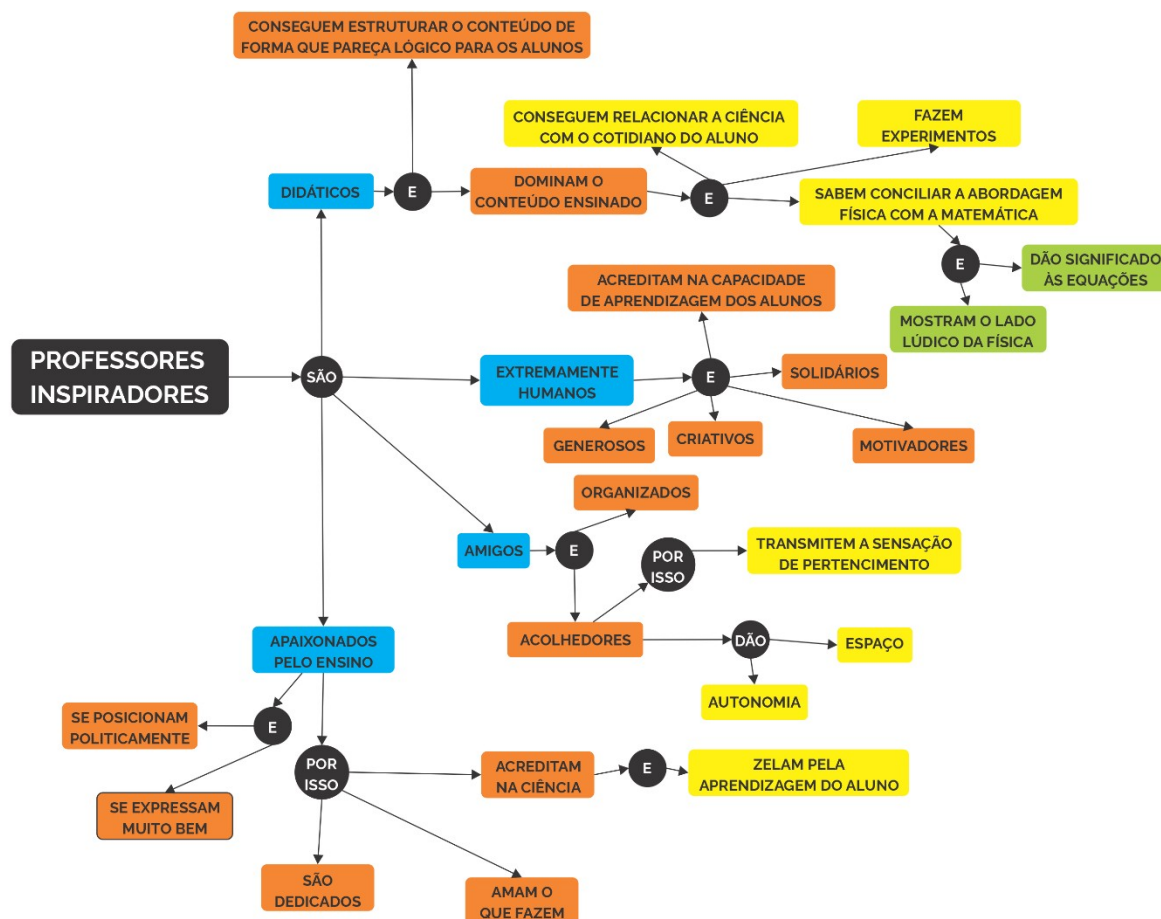 CONSEGUEM ESTRUTURAR O CONTEÚDO DE
FORMA QUE PAREÇA LÓGICO PARA OS ALUNOS
CONSEGUEM RELACIONAR A CIÊNCIA
COM O COTIDIANO DO ALUNO
FAZEM
EXPERIMENTOS
DIDÁTICOS
E
DOMINAM O
CONTEÚDO ENSINADO
E
SABEM CONCILIAR A ABORDAGEM
FÍSICA COM A MATEMÁTICA
E
DÃO SIGNIFICADO
ÀS EQUAÇÕES
MOSTRAM O LADO
LÚDICO DA FÍSICA
ACREDITAM NA CAPACIDADE
DE APRENDIZAGEM DOS ALUNOS
PROFESSORES
INSPIRADORES
SÃO
EXTREMAMENTE
HUMANOS
E
SOLIDÁRIOS
GENEROSOS
CRIATIVOS
MOTIVADORES
ORGANIZADOS
AMIGOS
E
POR
ISSO
TRANSMITEM A SENSAÇÃO
DE PERTENCIMENTO
ACOLHEDORES
DÃO
ESPAÇO
AUTONOMIA
APAIXONADOS
PELO ENSINO
SE POSICIONAM
POLITICAMENTE
E
SE EXPRESSAM
MUITO BEM
POR
ISSO
ACREDITAM
NA CIÊNCIA
E
ZELAM PELA
APRENDIZAGEM DO ALUNO
SÃO
DEDICADOS
AMAM O
QUE FAZEM